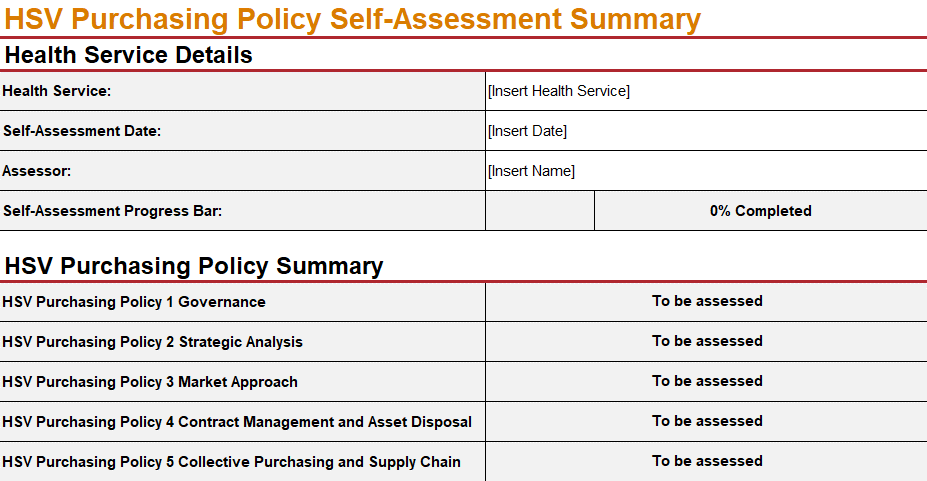 HSV Purchasing Policy Self-Assessment Summary
Health Service Details
Health Service: [Insert Health Service]
Self-Assessment Date: [Insert Date]
Assessor: [Insert Name]
Self-Assessment Progress Bar: 0% Completed
HSV Purchasing Policy Summary
HSV Purchasing Policy 1 Governance To be assessed
HSV Purchasing Policy 2 Strategic Analysis To be assessed
HSV Purchasing Policy 3 Market Approach To be assessed
HSV Purchasing Policy 4 Contract Management and Asset Disposal To be assessed
HSV Purchasing Policy 5 Collective Purchasing and Supply Chain To be assessed